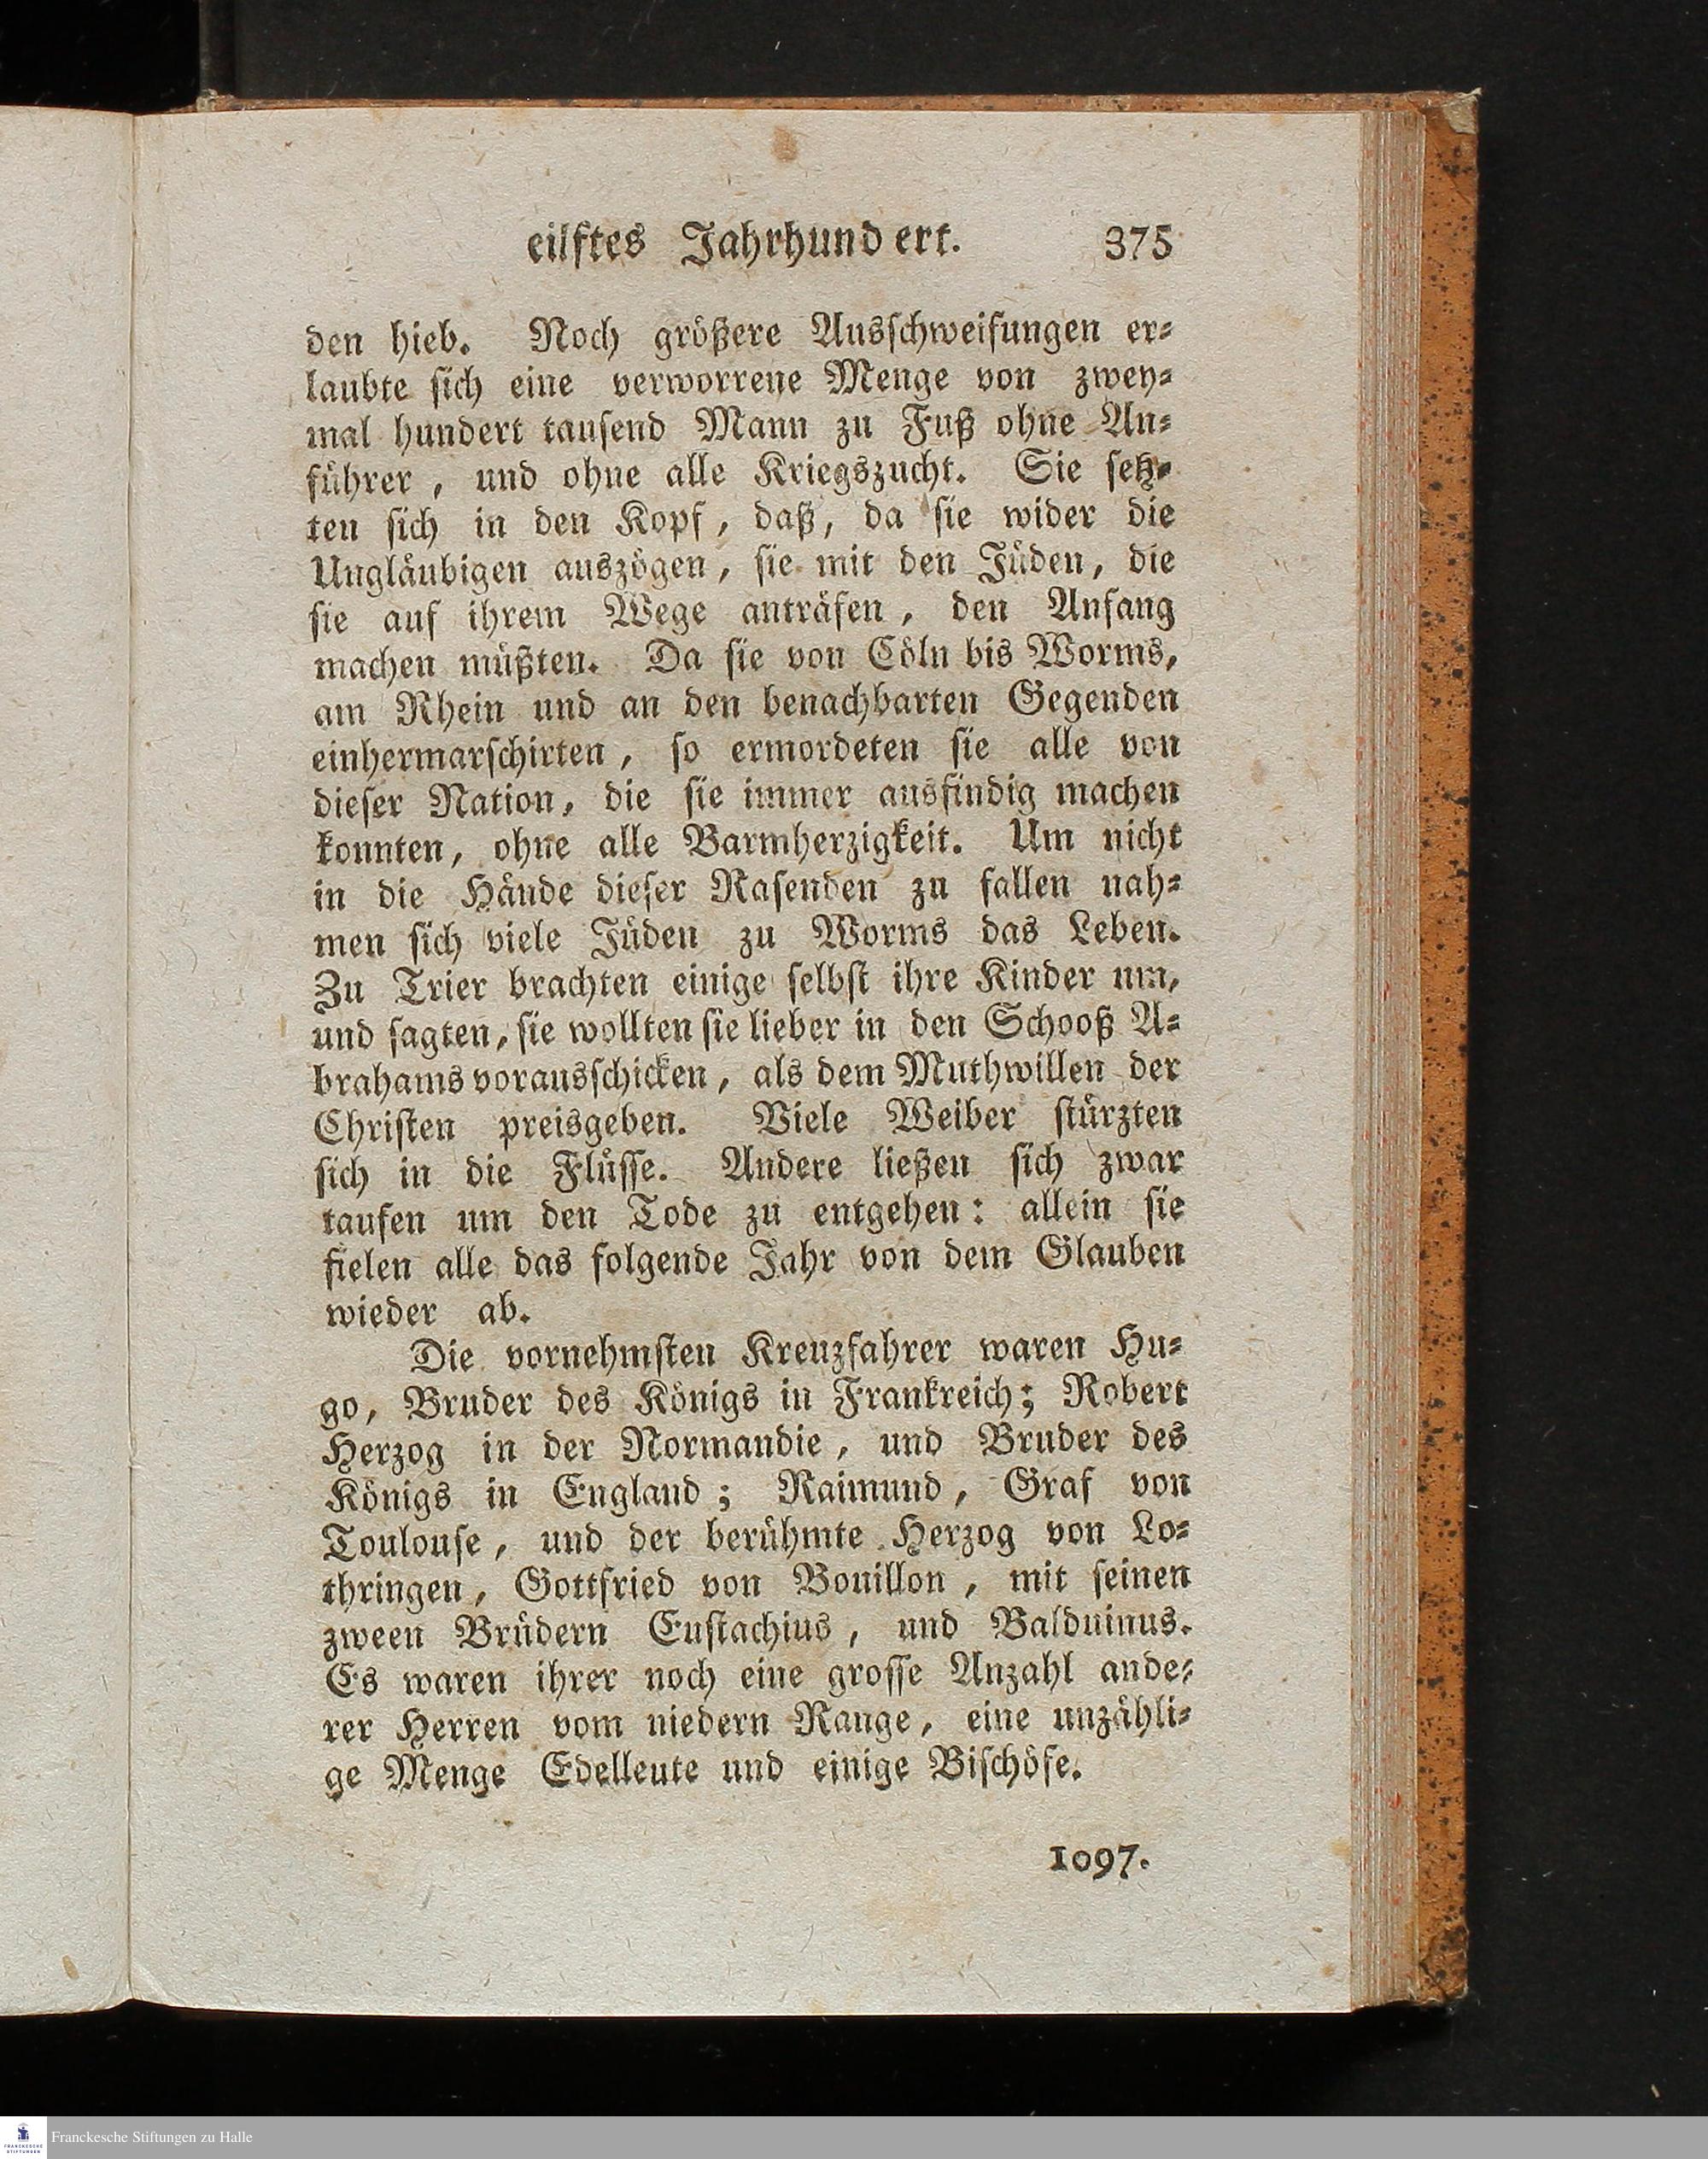 eilftes Jahrhundert. 375
den hieb. Noch größere Ausschweifungen er-
laubte sich eine verworrene Menge von zwey-
mal hundert tausend Mann zu Fuß ohne An-
führer, und ohne alle Kriegszucht. Sie setz-
ten sich in den Kopf, daß, da sie wider die
Ungläubigen auszögen, sie mit den Jüden, die
sie auf ihrem Wege anträfen, den Anfang
machen müßten. Da sie von Cöln bis Worms,
am Rhein und an den benachbarten Gegenden
einhermarschirten, so ermordeten sie alle von
dieser Nation, die sie immer ausfindig machen
konnten, ohne alle Barmherzigkeit. Um nicht
in die Hände dieser Rasenden zu fallen nah-
men sich viele Jüden zu Worms das Leben.
Zu Trier brachten einige selbst ihre Kinder um,
und sagten, sie wollten sie lieber in den Schooß A-
brahams vorausschicken, als dem Muthwillen der
Christen preisgeben. Viele Weiber stürzten
sich in die Flüsse. Andere ließen sich zwar
taufen um den Tode zu entgehen: allein sie
fielen alle das folgende Jahr von dem Glauben
wieder ab.
Die vornehmsten Kreuzfahrer waren Hu-
go, Bruder des Königs in Frankreich; Robert
Herzog in der Normandie, und Bruder des
Königs in England; Raimund, Graf von
Toulouse, und der berühmte Herzog von Lo-
thringen, Gottfried von Bouillon, mit seinen
zween Brüdern Eustachius, und Balduinus.
Es waren ihrer noch eine grosse Anzahl ande-
rer Herren vom niedern Range, eine unzähli-
ge Menge Edelleute und einige Bischöfe.
1097.
FRANCKESCHE
STIFTUNGEN
Franckesche Stiftungen zu Halle